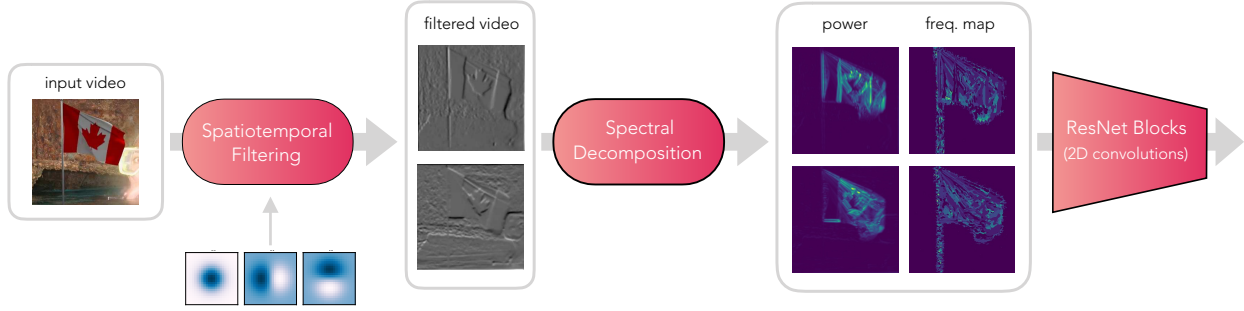 input video
Spatiotemporal
Filtering
filtered video
Spectral
Decomposition
power
freq. map
ResNet Blocks
(2D convolutions)